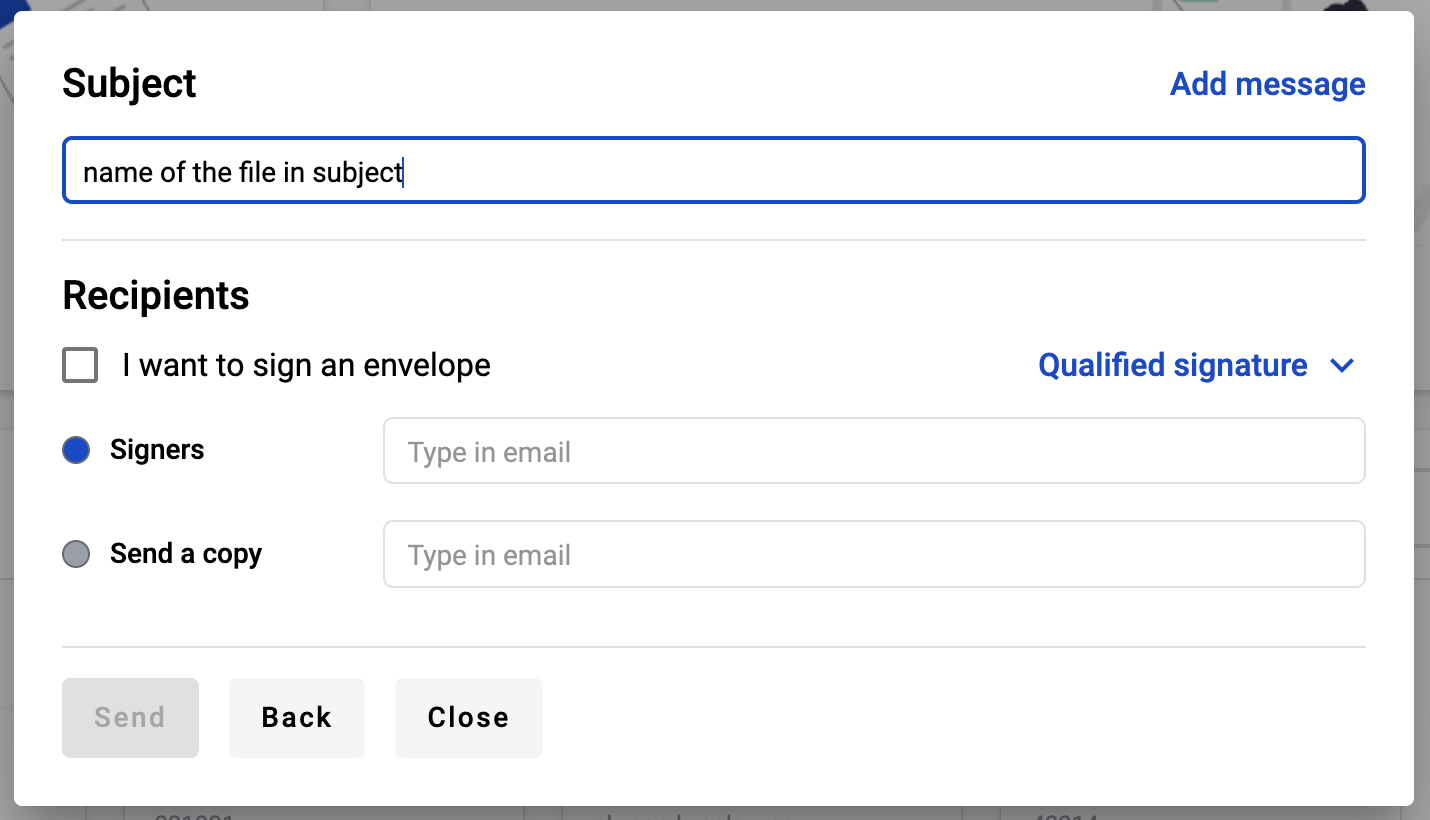 Subject
Add message
name of the file in subject
Recipients
I want to sign an envelope
Qualified signature
Signers
Type in email
Send a copy
Type in email
Send
Back
Close